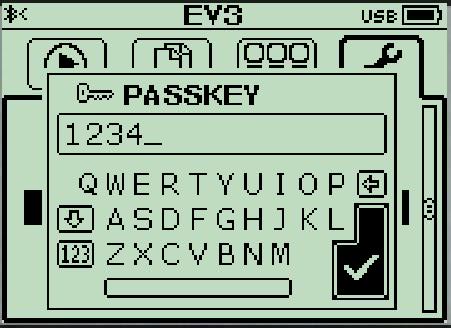 EV3
USB
PASSKEY
1234_
QWERTYUIOP
ASDFGHJKL
123 ZXCVBNM